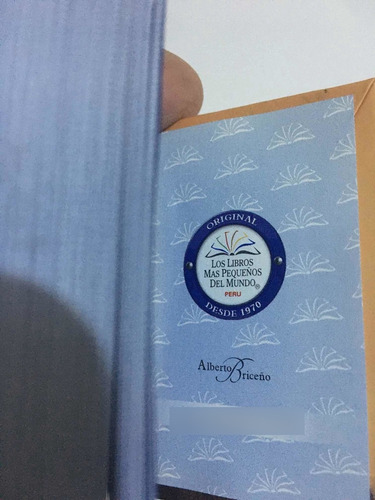 ORIGINAL
LOS LIBROS
MAS PEQUEÑOS
DEL MUNDO®
PERU
DESDE 1970
Alberto Briceño